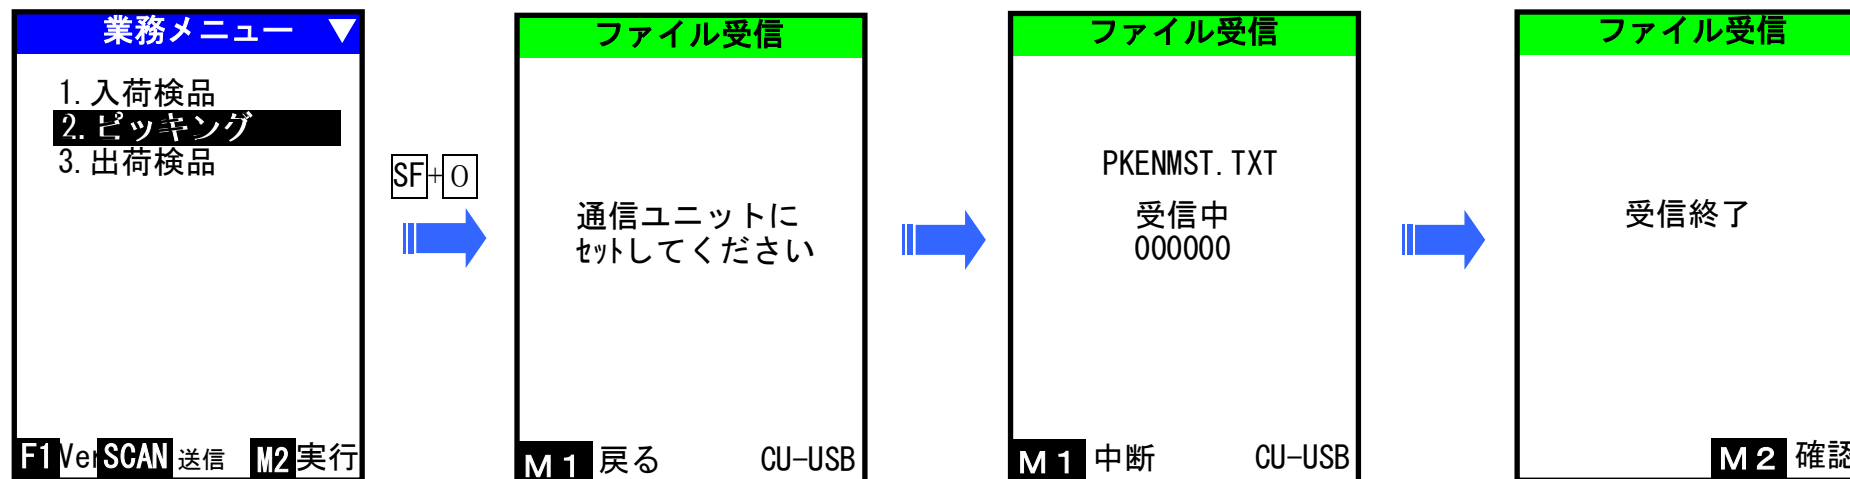 業務メニュー ▼
1. 入荷検品
2. ピッキング
3. 出荷検品
F1 Ver SCAN 送信 M2 実行
SF+0
ファイル受信
通信ユニットに
ｾｯﾄしてください
M1 戻る CU-USB
ファイル受信
PKENMST.TXT
受信中
000000
M1 中断 CU-USB
ファイル受信
受信終了
M2 確認